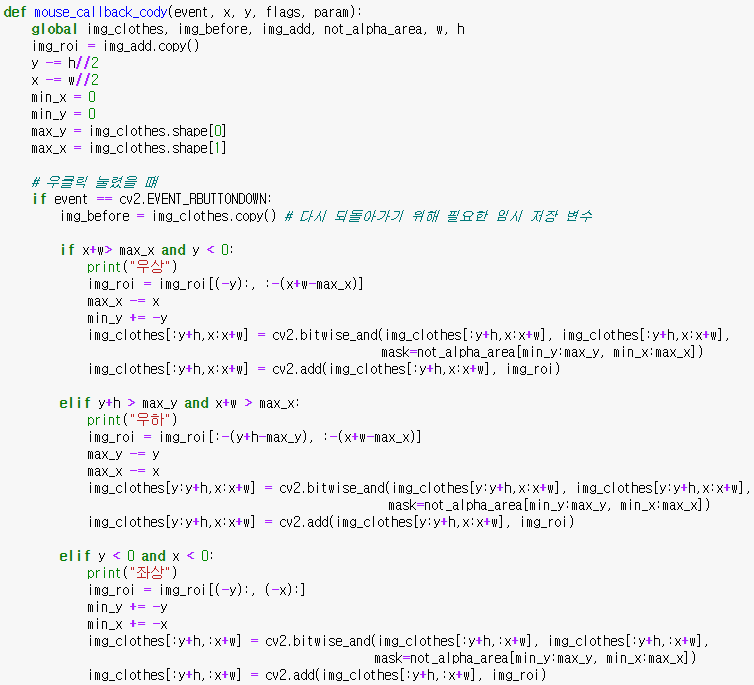 def mouse_callback_cody(event, x, y, flags, param):
    global img_clothes, img_before, img_add, not_alpha_area, w, h
    img_roi = img_add.copy()
    y -= h//2
    x -= w//2
    min_x = 0
    min_y = 0
    max_y = img_clothes.shape[0]
    max_x = img_clothes.shape[1]

    # 우클릭 눌렀을 떄
    if event == cv2.EVENT_RBUTTONDOWN:
        img_before = img_clothes.copy() # 다시 되돌아가기 위해 필요한 임시 저장 변수

        if x+w> max_x and y < 0:
            print("우상")
            img_roi = img_roi[(-y):, :-(x+w-max_x)]
            max_x -= x
            min_y += -y
            img_clothes[:y+h,x:x+w] = cv2.bitwise_and(img_clothes[:y+h,x:x+w], img_clothes[:y+h,x:x+w],
                                                      mask=not_alpha_area[min_y:max_y, min_x:max_x])
            img_clothes[:y+h,x:x+w] = cv2.add(img_clothes[:y+h,x:x+w], img_roi)

        elif y+h > max_y and x+w > max_x:
            print("우하")
            img_roi = img_roi[:-(y+h-max_y), :-(x+w-max_x)]
            max_y -= y
            max_x -= x
            img_clothes[y:y+h,x:x+w] = cv2.bitwise_and(img_clothes[y:y+h,x:x+w], img_clothes[y:y+h,x:x+w],
                                                       mask=not_alpha_area[min_y:max_y, min_x:max_x])
            img_clothes[y:y+h,x:x+w] = cv2.add(img_clothes[y:y+h,x:x+w], img_roi)

        elif y < 0 and x < 0:
            print("좌상")
            img_roi = img_roi[(-y):, (-x):]
            min_y += -y
            min_x += -x
            img_clothes[:y+h,:x+w] = cv2.bitwise_and(img_clothes[:y+h,:x+w], img_clothes[:y+h,:x+w],
                                                     mask=not_alpha_area[min_y:max_y, min_x:max_x])
            img_clothes[:y+h,:x+w] = cv2.add(img_clothes[:y+h,:x+w], img_roi)